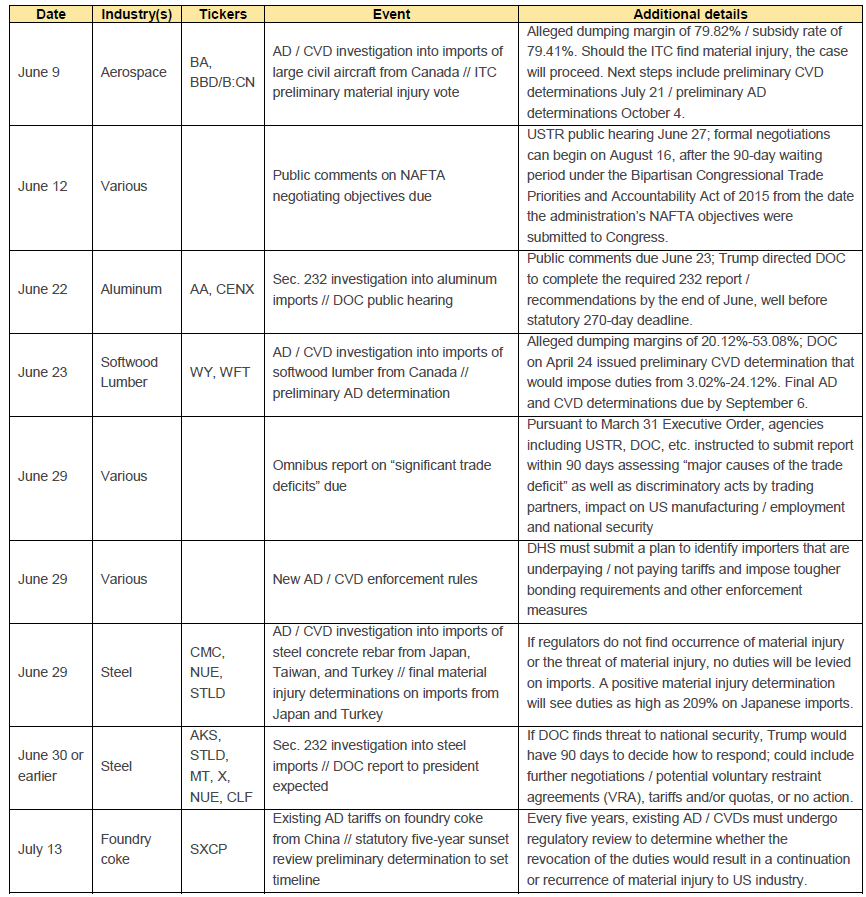 Date Industry(s) Tickers Event Additional details
June 9
Aerospace
BA,
BBD/B:CN
AD / CVD investigation into imports of
large civil aircraft from Canada // ITC
preliminary material injury vote
Alleged dumping margin of 79.82% / subsidy rate of
79.41%. Should the ITC find material injury, the case
will proceed. Next steps include preliminary CVD
determinations July 21 / preliminary AD
determinations October 4.
June 12
Various
Public comments on NAFTA
negotiating objectives due
USTR public hearing June 27; formal negotiations
can begin on August 16, after the 90-day waiting
period under the Bipartisan Congressional Trade
Priorities and Accountability Act of 2015 from the date
the administration’s NAFTA objectives were
submitted to Congress.
June 22
Aluminum
AA, CENX
Sec. 232 investigation into aluminum
imports // DOC public hearing
Public comments due June 23; Trump directed DOC
to complete the required 232 report /
recommendations by the end of June, well before
statutory 270-day deadline.
June 23
Softwood
Lumber
WY, WFT
AD / CVD investigation into imports of
softwood lumber from Canada //
preliminary AD determination
Alleged dumping margins of 20.12%-53.08%; DOC
on April 24 issued preliminary CVD determination that
would impose duties from 3.02%-24.12%. Final AD
and CVD determinations due by September 6.
June 29
Various
Omnibus report on “significant trade
deficits” due
Pursuant to March 31 Executive Order, agencies
including USTR, DOC, etc. instructed to submit report
within 90 days assessing “major causes of the trade
deficit” as well as discriminatory acts by trading
partners, impact on US manufacturing / employment
and national security
June 29
Various
New AD / CVD enforcement rules
DHS must submit a plan to identify importers that are
underpaying / not paying tariffs and impose tougher
bonding requirements and other enforcement
measures
June 29
Steel
CMC,
NUE,
STLD
AD / CVD investigation into imports of
steel concrete rebar from Japan,
Taiwan, and Turkey // final material
injury determinations on imports from
Japan and Turkey
If regulators do not find occurrence of material injury
or the threat of material injury, no duties will be levied
on imports. A positive material injury determination
will see duties as high as 209% on Japanese imports.
June 30 or
earlier
Steel
AKS,
STLD,
MT, X,
NUE, CLF
Sec. 232 investigation into steel
imports // DOC report to president
expected
If DOC finds threat to national security, Trump would
have 90 days to decide how to respond; could include
further negotiations / potential voluntary restraint
agreements (VRA), tariffs and/or quotas, or no action.
July 13
Foundry
coke
SXCP
Existing AD tariffs on foundry coke
from China // statutory five-year sunset
review preliminary determination to set
timeline
Every five years, existing AD / CVDs must undergo
regulatory review to determine whether the
revocation of the duties would result in a continuation
or recurrence of material injury to US industry.